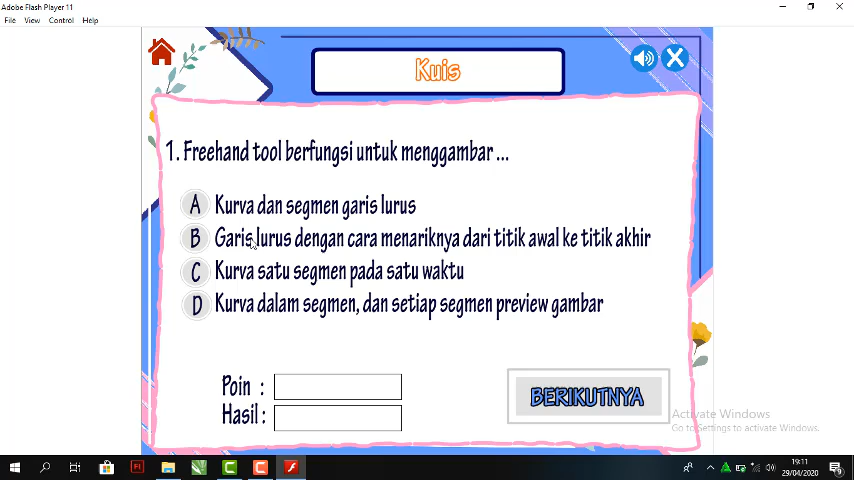 Adobe Flash Player 11
File View Control Help
Kuis
1. Freehand tool berfungsi untuk menggambar ...
A Kurva dan segmen garis lurus
B Garis lurus dengan cara menariknya dari titik awal ke titik akhir
C Kurva satu segmen pada satu waktu
D Kurva dalam segmen, dan setiap segmen preview gambar
Poin :
Hasil :
BERIKUTNYA
Activate Windows
Go to Settings to activate Windows.
19:11
29/04/2020